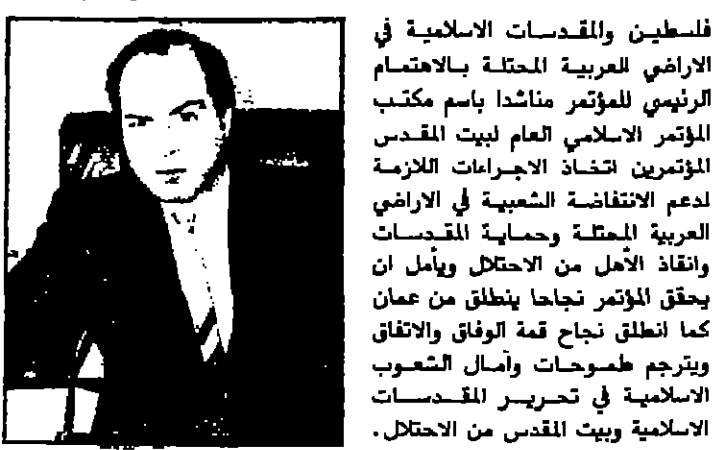 فلسطين والمقدسات الاسلامية في
الاراضي العربية المحتلة بالاهتمام
الرئيسي للمؤتمر مناشدا باسم مكتب
المؤتمر الاسلامي العام لبيت المقدس
المؤتمرين اتخاذ الاجراءات اللازمة
لدعم الانتفاضة الشعبية في الاراضي
العربية المحتلة وحماية المقدسات
وانقاذ الأهل من الاحتلال ويأمل ان
يحقق المؤتمر نجاحا ينطلق من عمان
كما انطلق نجاح قمة الوفاق والاتفاق
ويترجم طموحات وآمال الشعوب
الاسلامية في تحرير المقدسات
الاسلامية وبيت المقدس من الاحتلال.